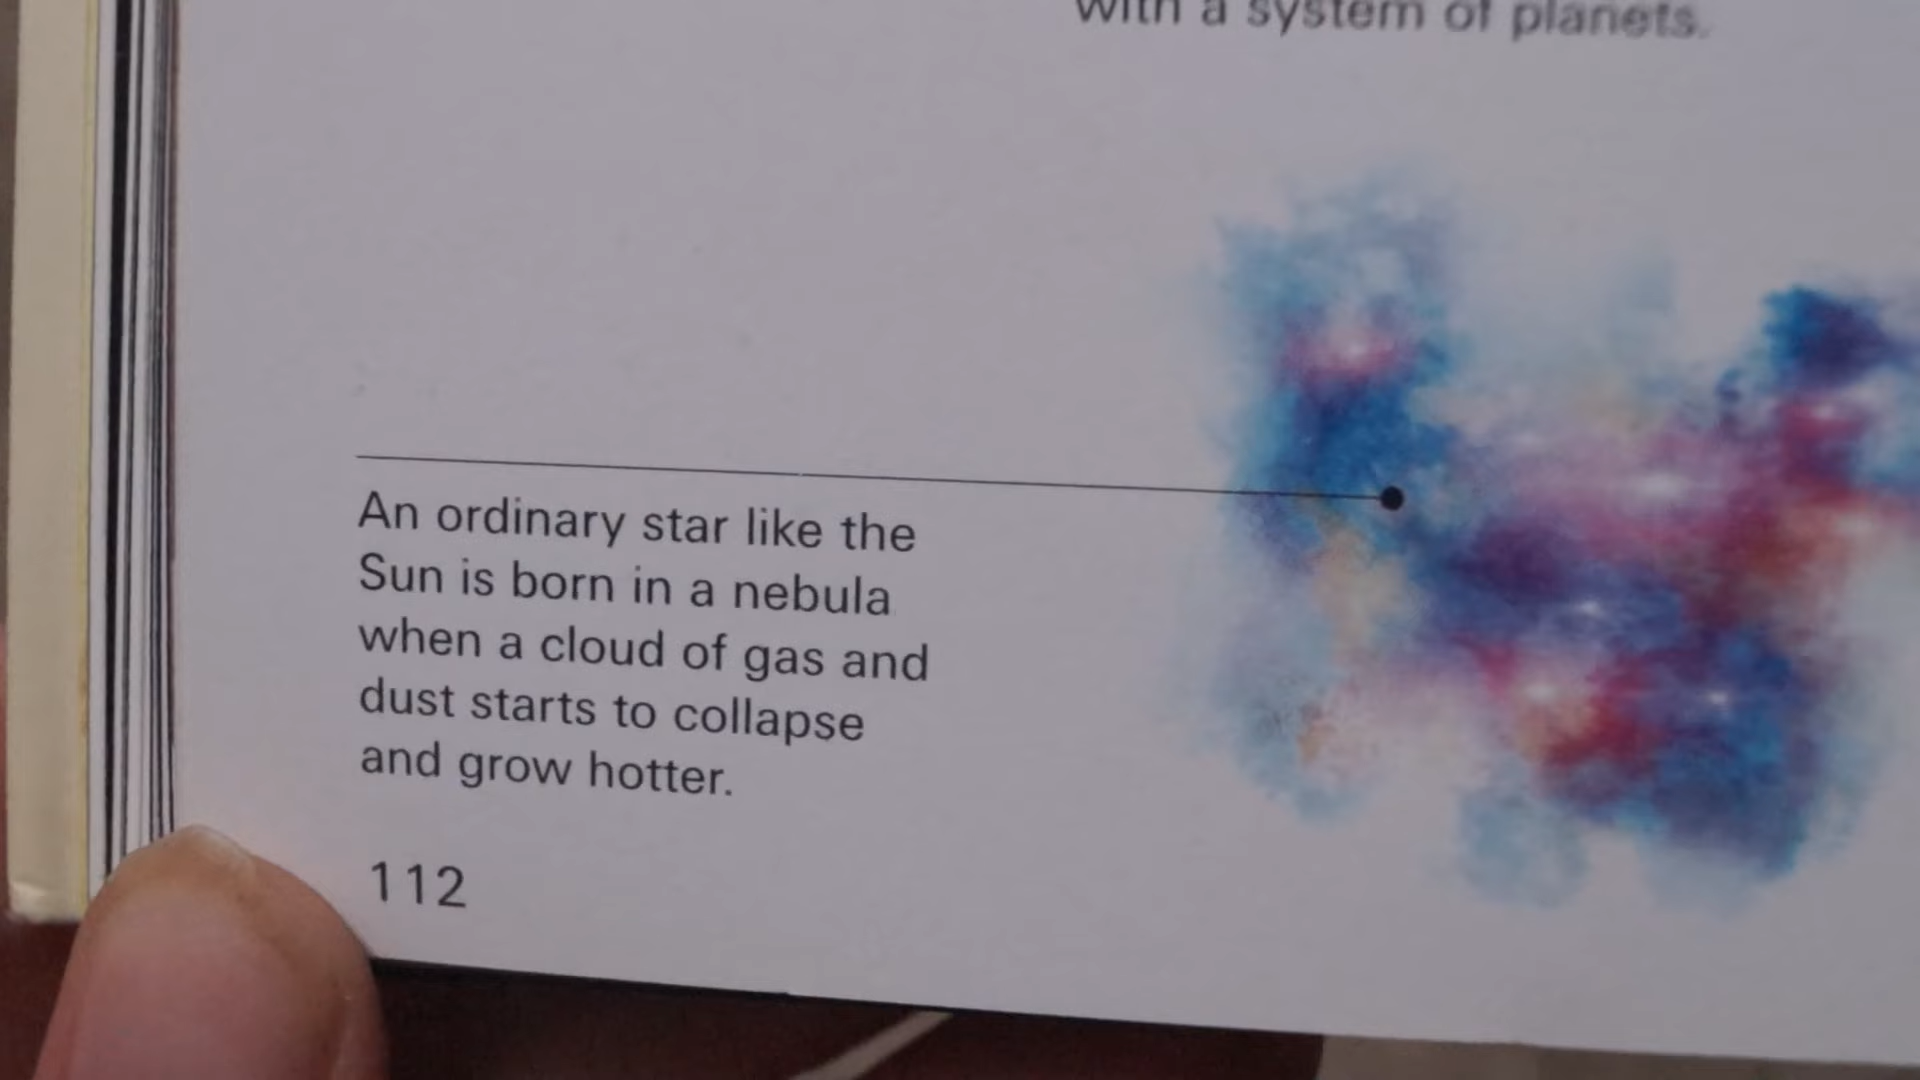 with a system of planets.
An ordinary star like the
Sun is born in a nebula
when a cloud of gas and
dust starts to collapse
and grow hotter.
112